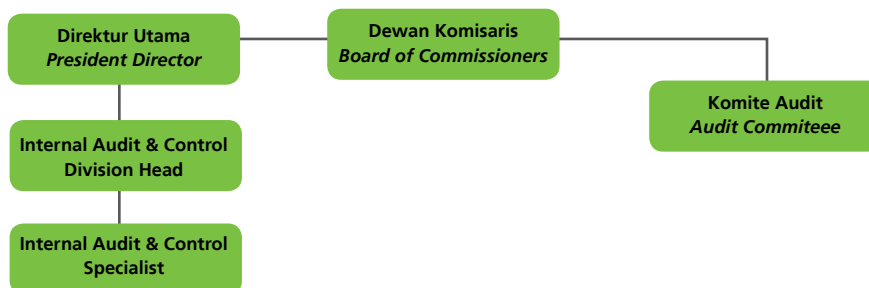 Direktur Utama
President Director
Dewan Komisaris
Board of Commissioners
Komite Audit
Audit Commiteee
Internal Audit & Control
Division Head
Internal Audit & Control
Specialist